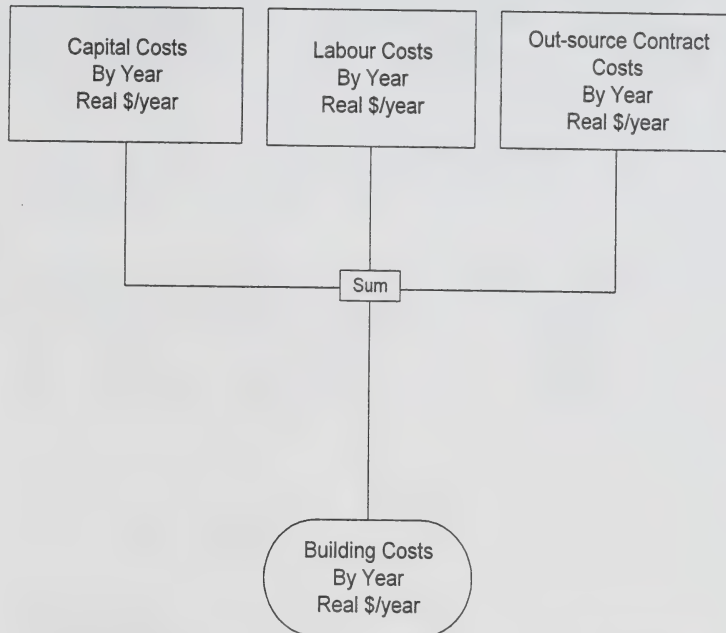 Capital Costs
By Year
Real $/year
Labour Costs
By Year
Real $/year
Out-source Contract
Costs
By Year
Real $/year
Sum
Building Costs
By Year
Real $/year